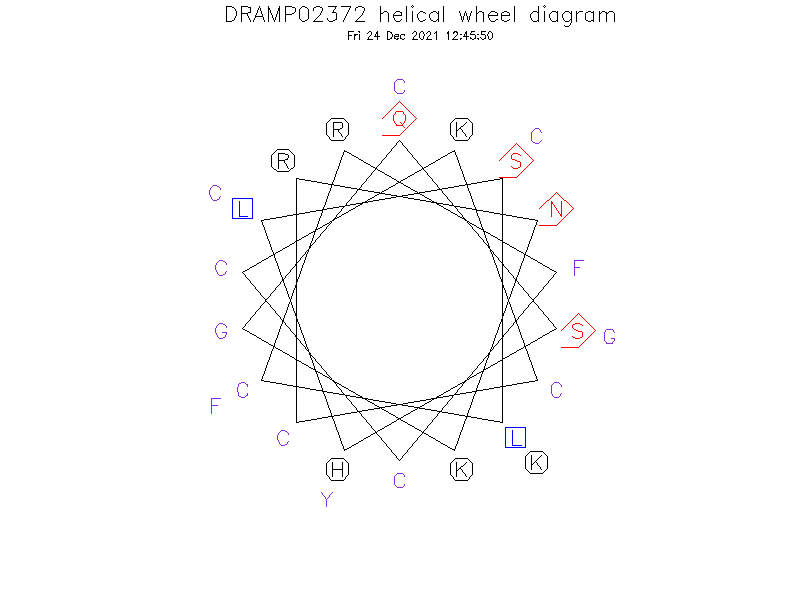 DRAMP02372 helical wheel diagram
Fri 24 Dec 2021 12:45:50
C
R Q K
C
R S
C L N
C F
G S G
C C
F
C L
H C K K
Y